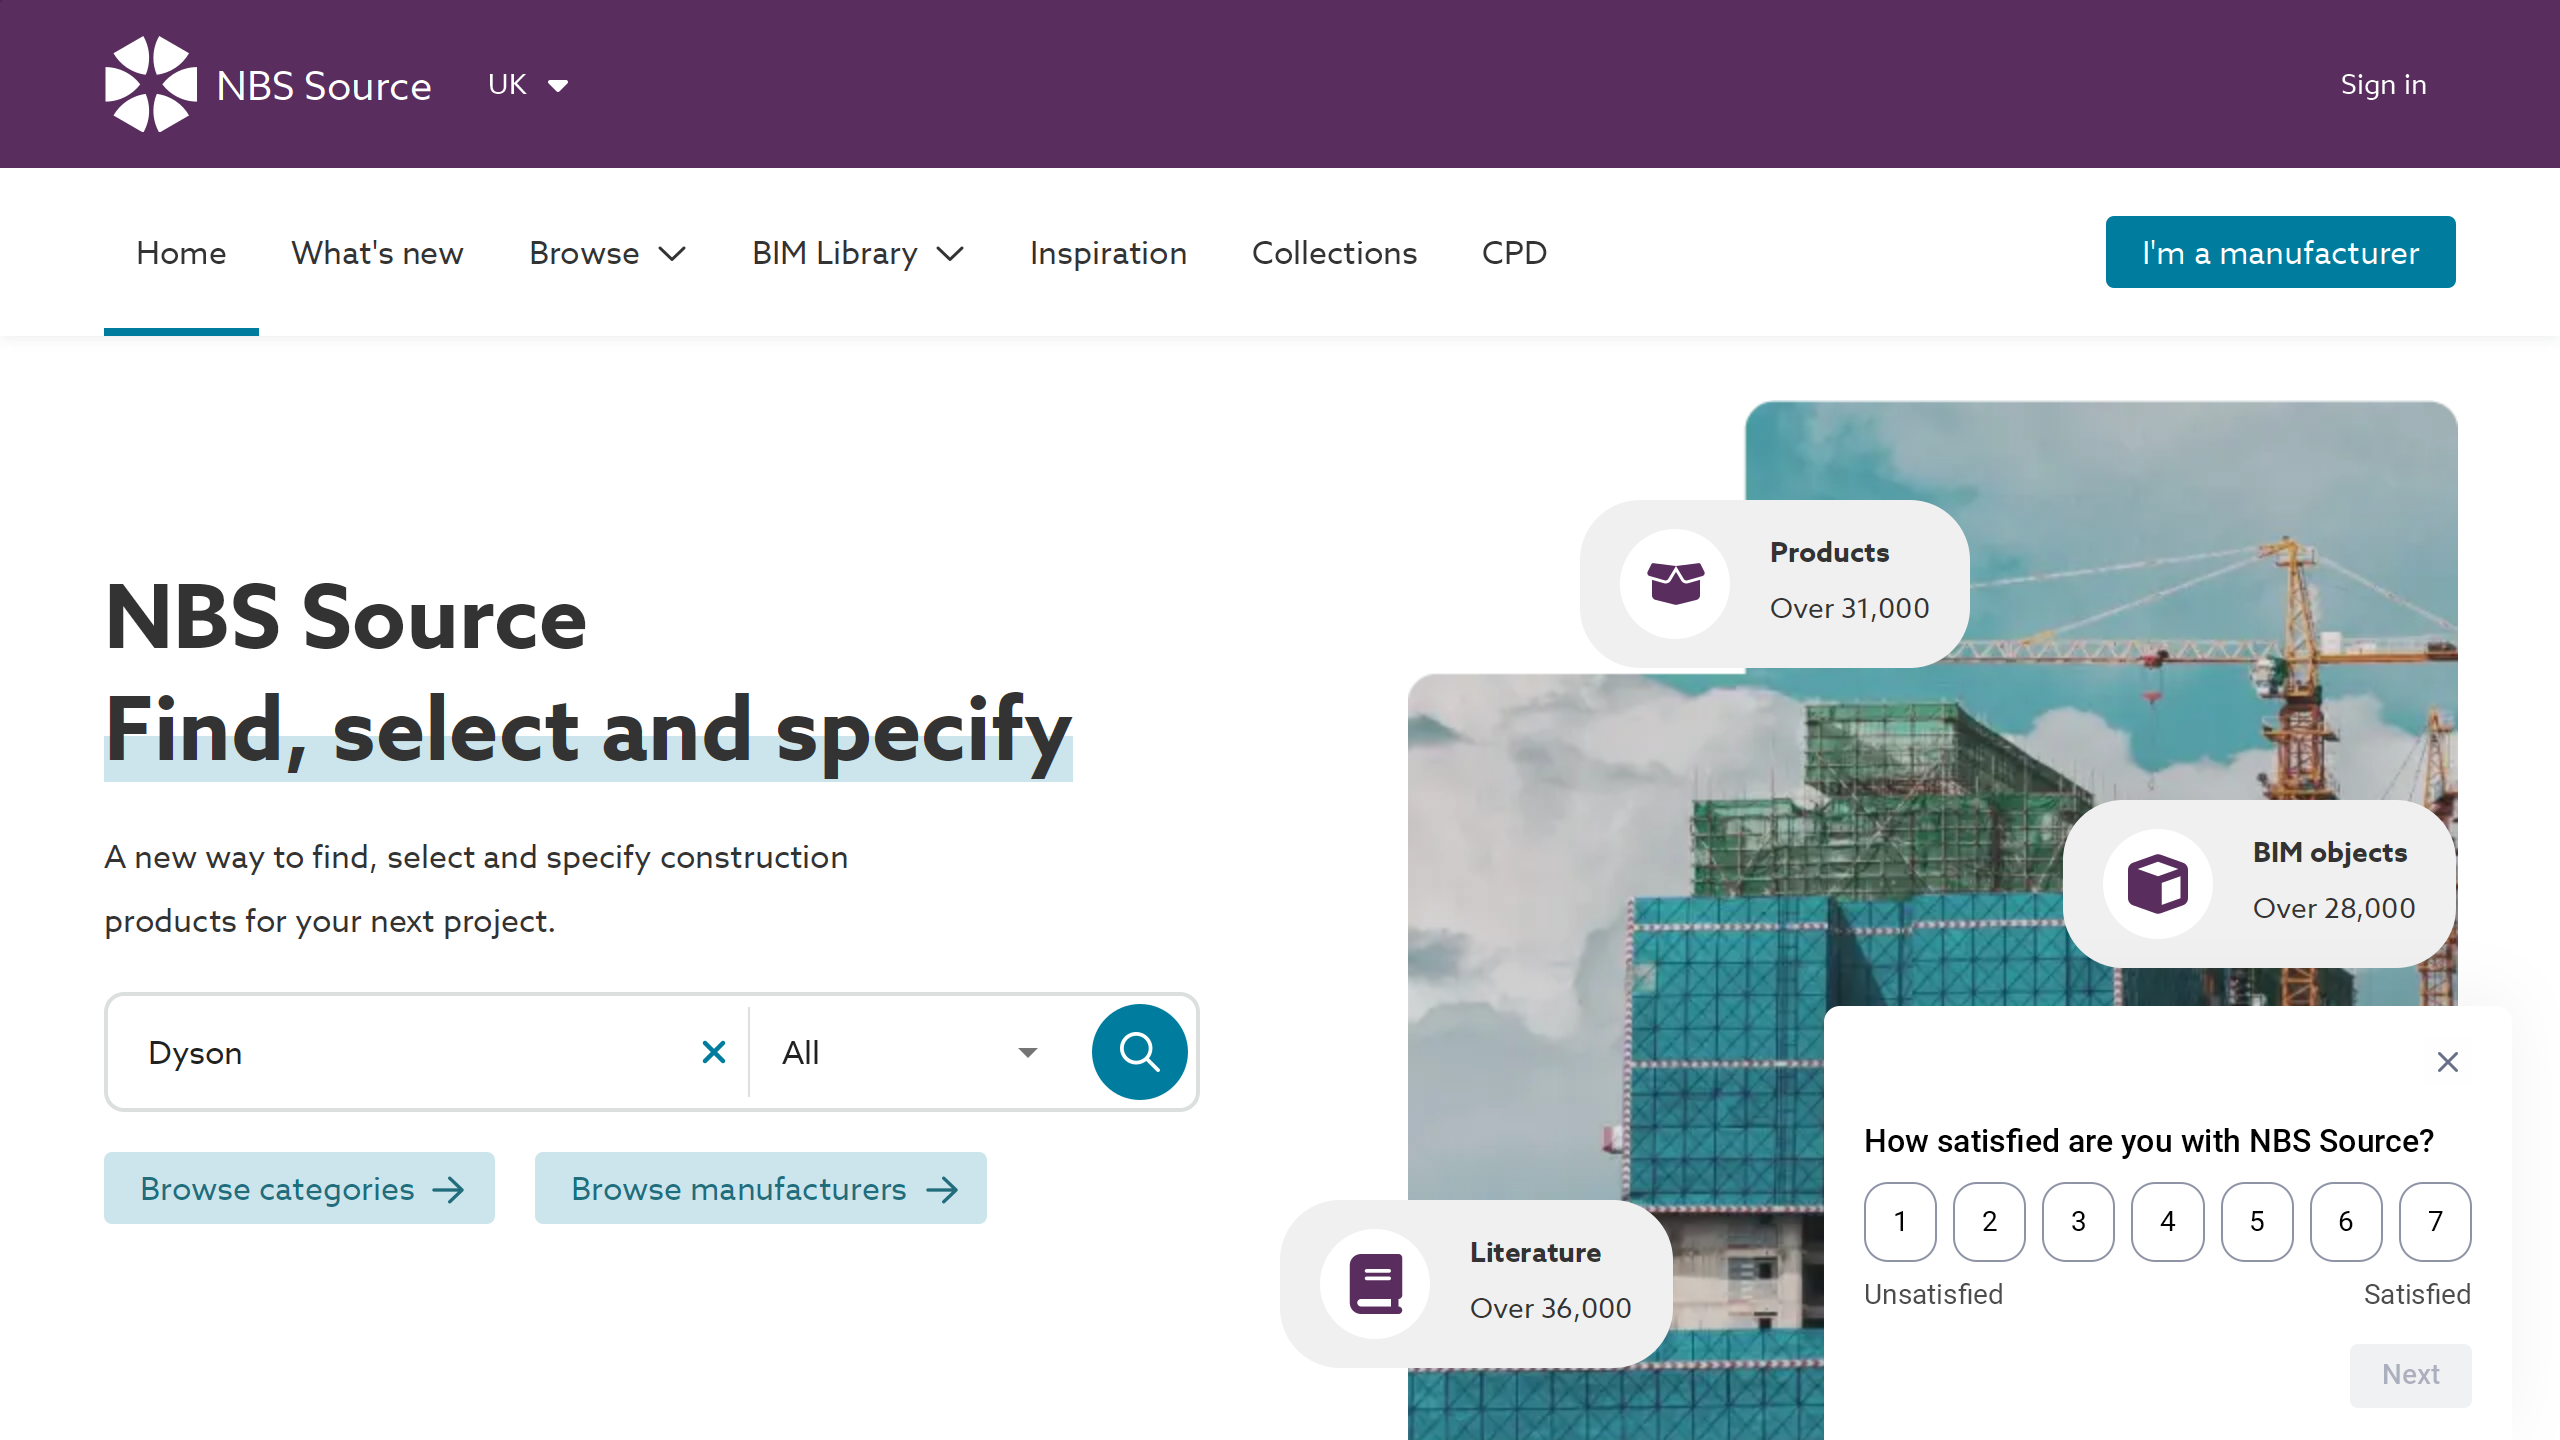 NBS Source
UK
Sign in
Home
What's new
Browse
BIM Library
Inspiration
Collections
CPD
I'm a manufacturer
NBS Source
Find, select and specify
A new way to find, select and specify construction
products for your next project.
Dyson
All
Browse categories
Browse manufacturers
Products
Over 31,000
BIM objects
Over 28,000
Literature
Over 36,000
How satisfied are you with NBS Source?
1 2 3 4 5 6 7
Unsatisfied
Satisfied
Next